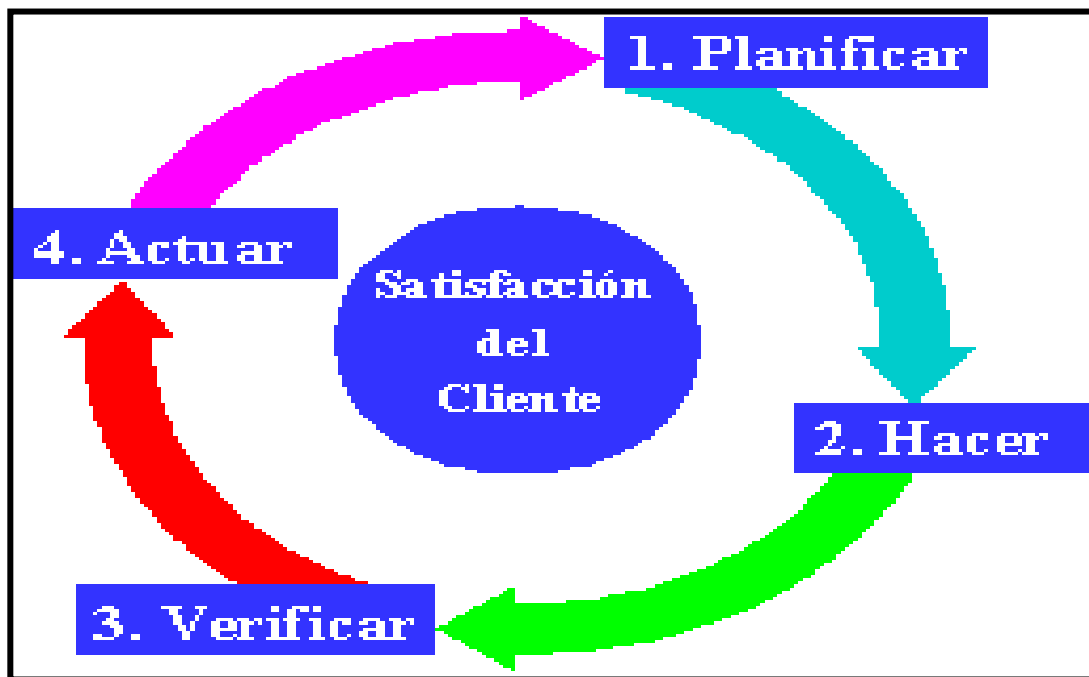 1. Planificar
4. Actuar
Satisfacción
del
Cliente
2. Hacer
3. Verificar